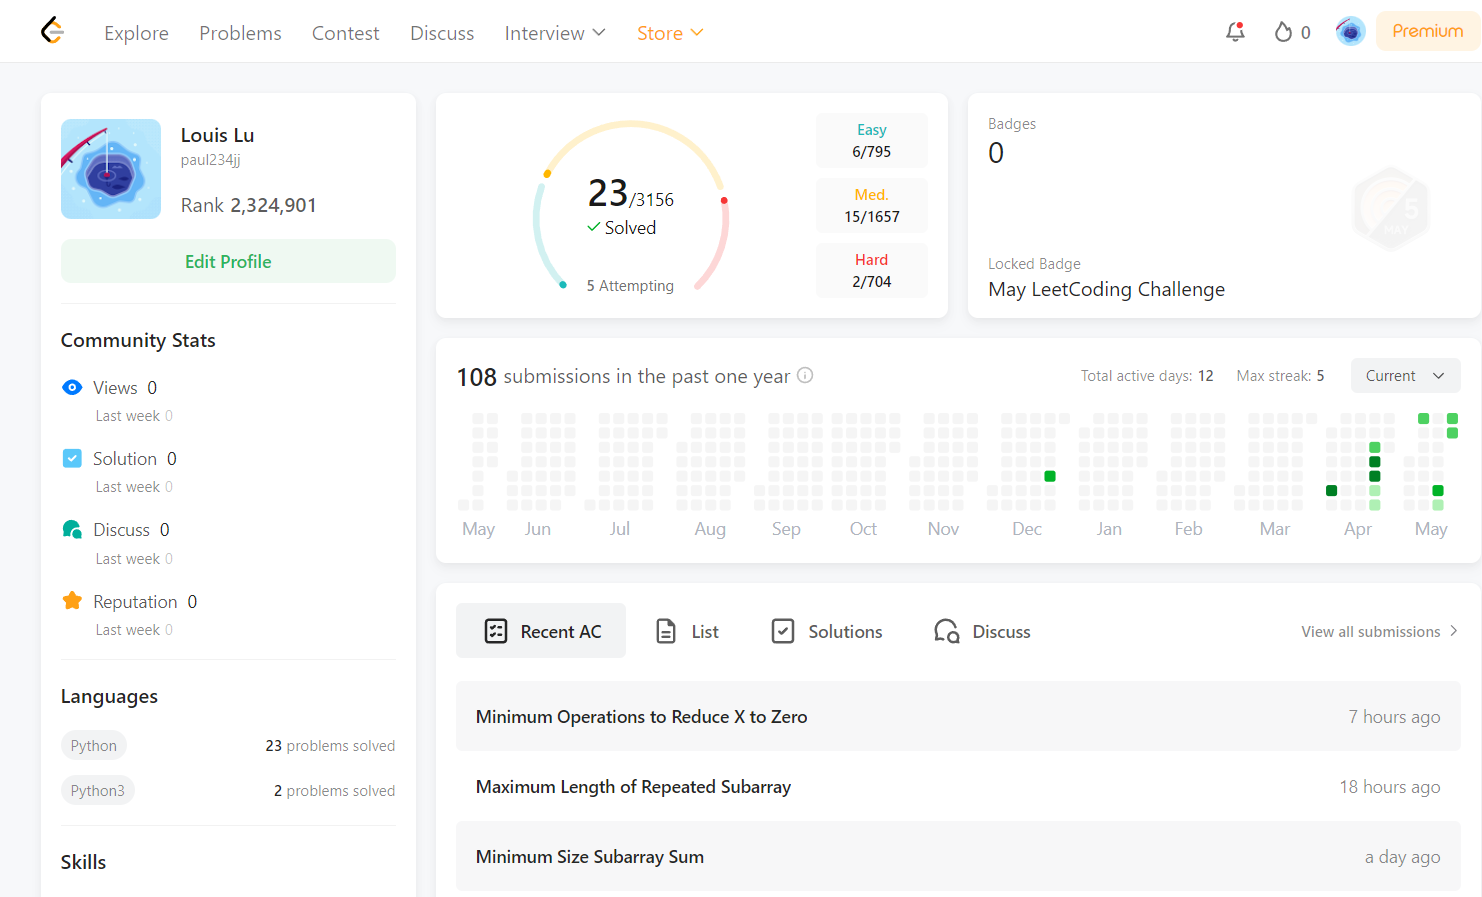 Explore Problems Contest Discuss Interview Store 0 Premium
Louis Lu
paul234jj
Rank 2,324,901
Edit Profile
Community Stats
Views 0
Last week 0
Solution 0
Last week 0
Discuss 0
Last week 0
Reputation 0
Last week 0
Languages
Python 23 problems solved
Python3 2 problems solved
Skills
23/3156
Solved
5 Attempting
Easy
6/795
Med.
15/1657
Hard
2/704
Badges
0
5
MAY
Locked Badge
May LeetCoding Challenge
108 submissions in the past one year Total active days: 12 Max streak: 5 Current
May Jun Jul Aug Sep Oct Nov Dec Jan Feb Mar Apr May
Recent AC List Solutions Discuss View all submissions
Minimum Operations to Reduce X to Zero 7 hours ago
Maximum Length of Repeated Subarray 18 hours ago
Minimum Size Subarray Sum a day ago